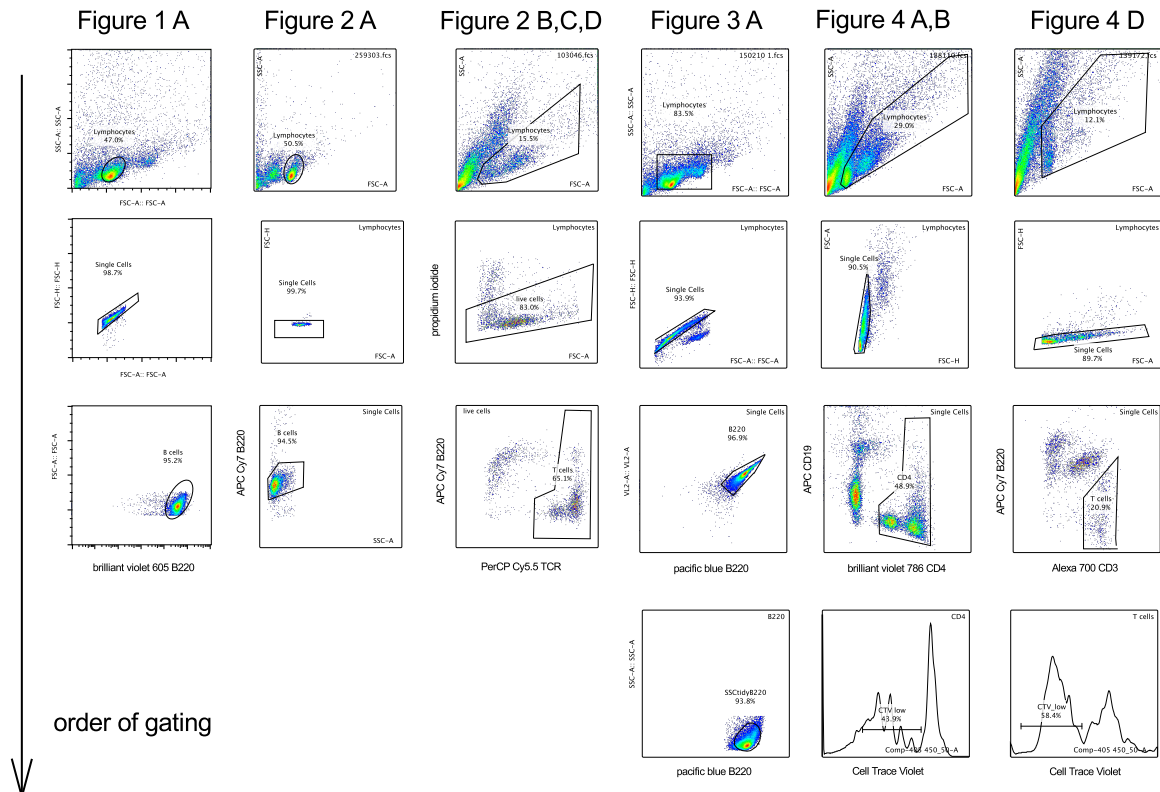 Figure 1 A
Figure 2 A
Figure 2 B,C,D
Figure 3 A
Figure 4 A,B
Figure 4 D
SSC-A:: SSC-A
Lymphocytes
47.0%
FSC-A:: FSC-A
SSC-A
259303.fcs
Lymphocytes
50.5%
FSC-A
SSC-A
103046.fcs
Lymphocytes
15.5%
FSC-A
SSC-A:: SSC-A
150210 1.fcs
Lymphocytes
83.5%
FSC-A:: FSC-A
SSC-A
Lymphocytes
29.0%
FSC-A
SSC-A
Lymphocytes
12.1%
FSC-A
FSC-H:: FSC-H
Single Cells
98.7%
FSC-A:: FSC-A
FSC-H
Lymphocytes
Single Cells
99.7%
FSC-A
propidium iodide
Lymphocytes
live cells
83.0%
FSC-A
FSC-H:: FSC-H
Lymphocytes
Single Cells
93.9%
FSC-A:: FSC-A
FSC-A
Lymphocytes
Single Cells
90.5%
FSC-H
FSC-H
Lymphocytes
Single Cells
89.7%
FSC-A
FSC-A:: FSC-A
B cells
95.2%
brilliant violet 605 B220
APC Cy7 B220
Single Cells
B cells
94.5%
SSC-A
APC Cy7 B220
live cells
T cells
65.1%
PerCP Cy5.5 TCR
VL2-A:: VL2-A
Single Cells
B220
96.9%
pacific blue B220
APC CD19
Single Cells
CD4
48.9%
brilliant violet 786 CD4
APC Cy7 B220
Single Cells
T cells
20.9%
Alexa 700 CD3
order of gating
SSC-A:: SSC-A
B220
SSCtidyB220
93.8%
pacific blue B220
CD4
CTV low
43.9%
Comp-405 450_50-A
Cell Trace Violet
T cells
CTV_low
58.4%
Comp-405 450_50-A
Cell Trace Violet